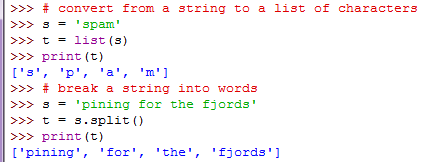 >>> # convert from a string to a list of characters
>>> s = 'spam'
>>> t = list(s)
>>> print(t)
['s', 'p', 'a', 'm']
>>> # break a string into words
>>> s = 'pining for the fjords'
>>> t = s.split()
>>> print(t)
['pining', 'for', 'the', 'fjords']